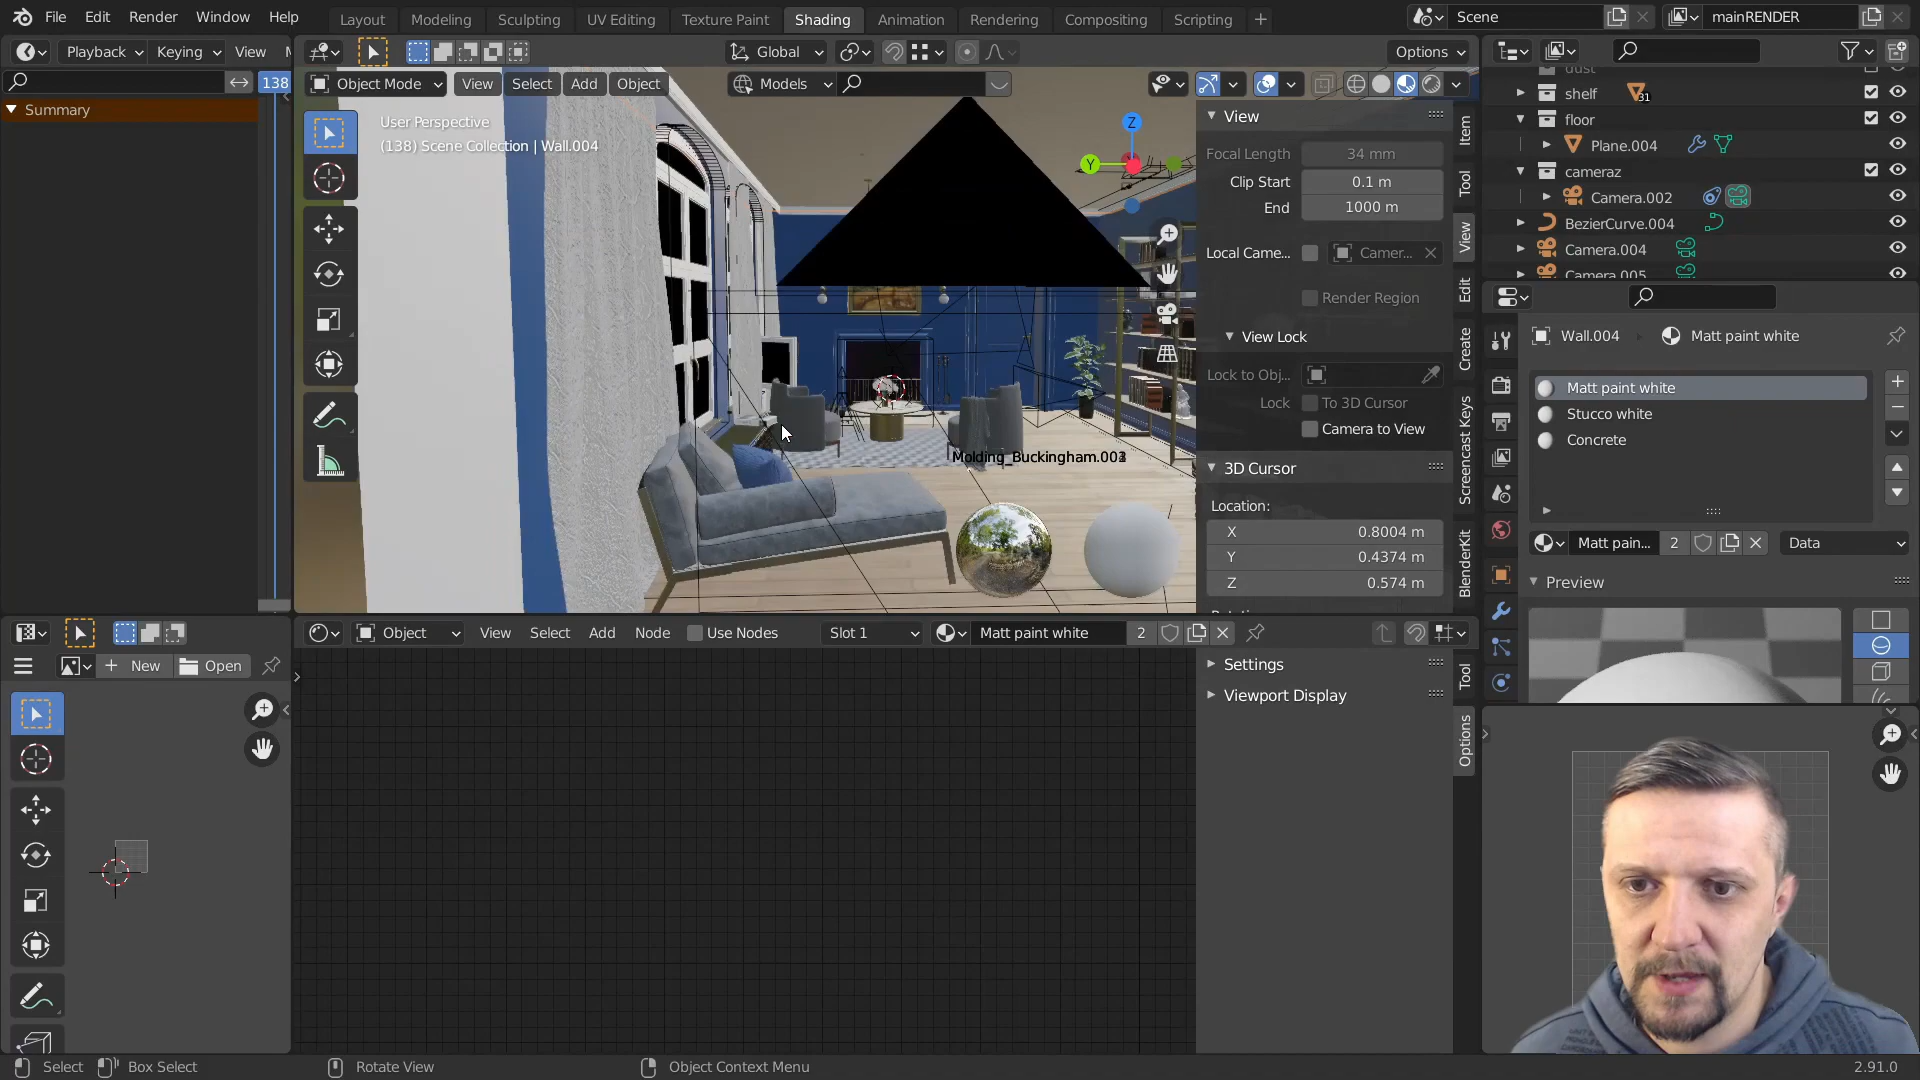 File Edit Render Window Help
Layout Modeling Sculpting UV Editing Texture Paint Shading Animation Rendering Compositing Scripting
Scene
mainRENDER
Playback Keying View
Global
Options
138
Summary
Object Mode View Select Add Object
Models
User Perspective
(138) Scene Collection | Wall.004
Z
Y
Molding_Buckingham.003
View
Focal Length 34 mm
Clip Start 0.1 m
End 1000 m
Local Came... Camer...
Render Region
View Lock
Lock to Obj...
Lock To 3D Cursor
Camera to View
3D Cursor
Location:
X 0.8004 m
Y 0.4374 m
Z 0.574 m
Item
Tool
View
Edit
Create
Screencast Keys
BlenderKit
dust
shelf 31
floor
Plane.004
cameraz
Camera.002
BezierCurve.004
Camera.004
Camera.005
Wall.004 Matt paint white
Matt paint white
Stucco white
Concrete
Matt pain... 2 Data
Preview
New Open
Object View Select Add Node Use Nodes Slot 1 Matt paint white 2
Settings
Viewport Display
Tool
Options
Select Box Select Rotate View Object Context Menu 2.91.0